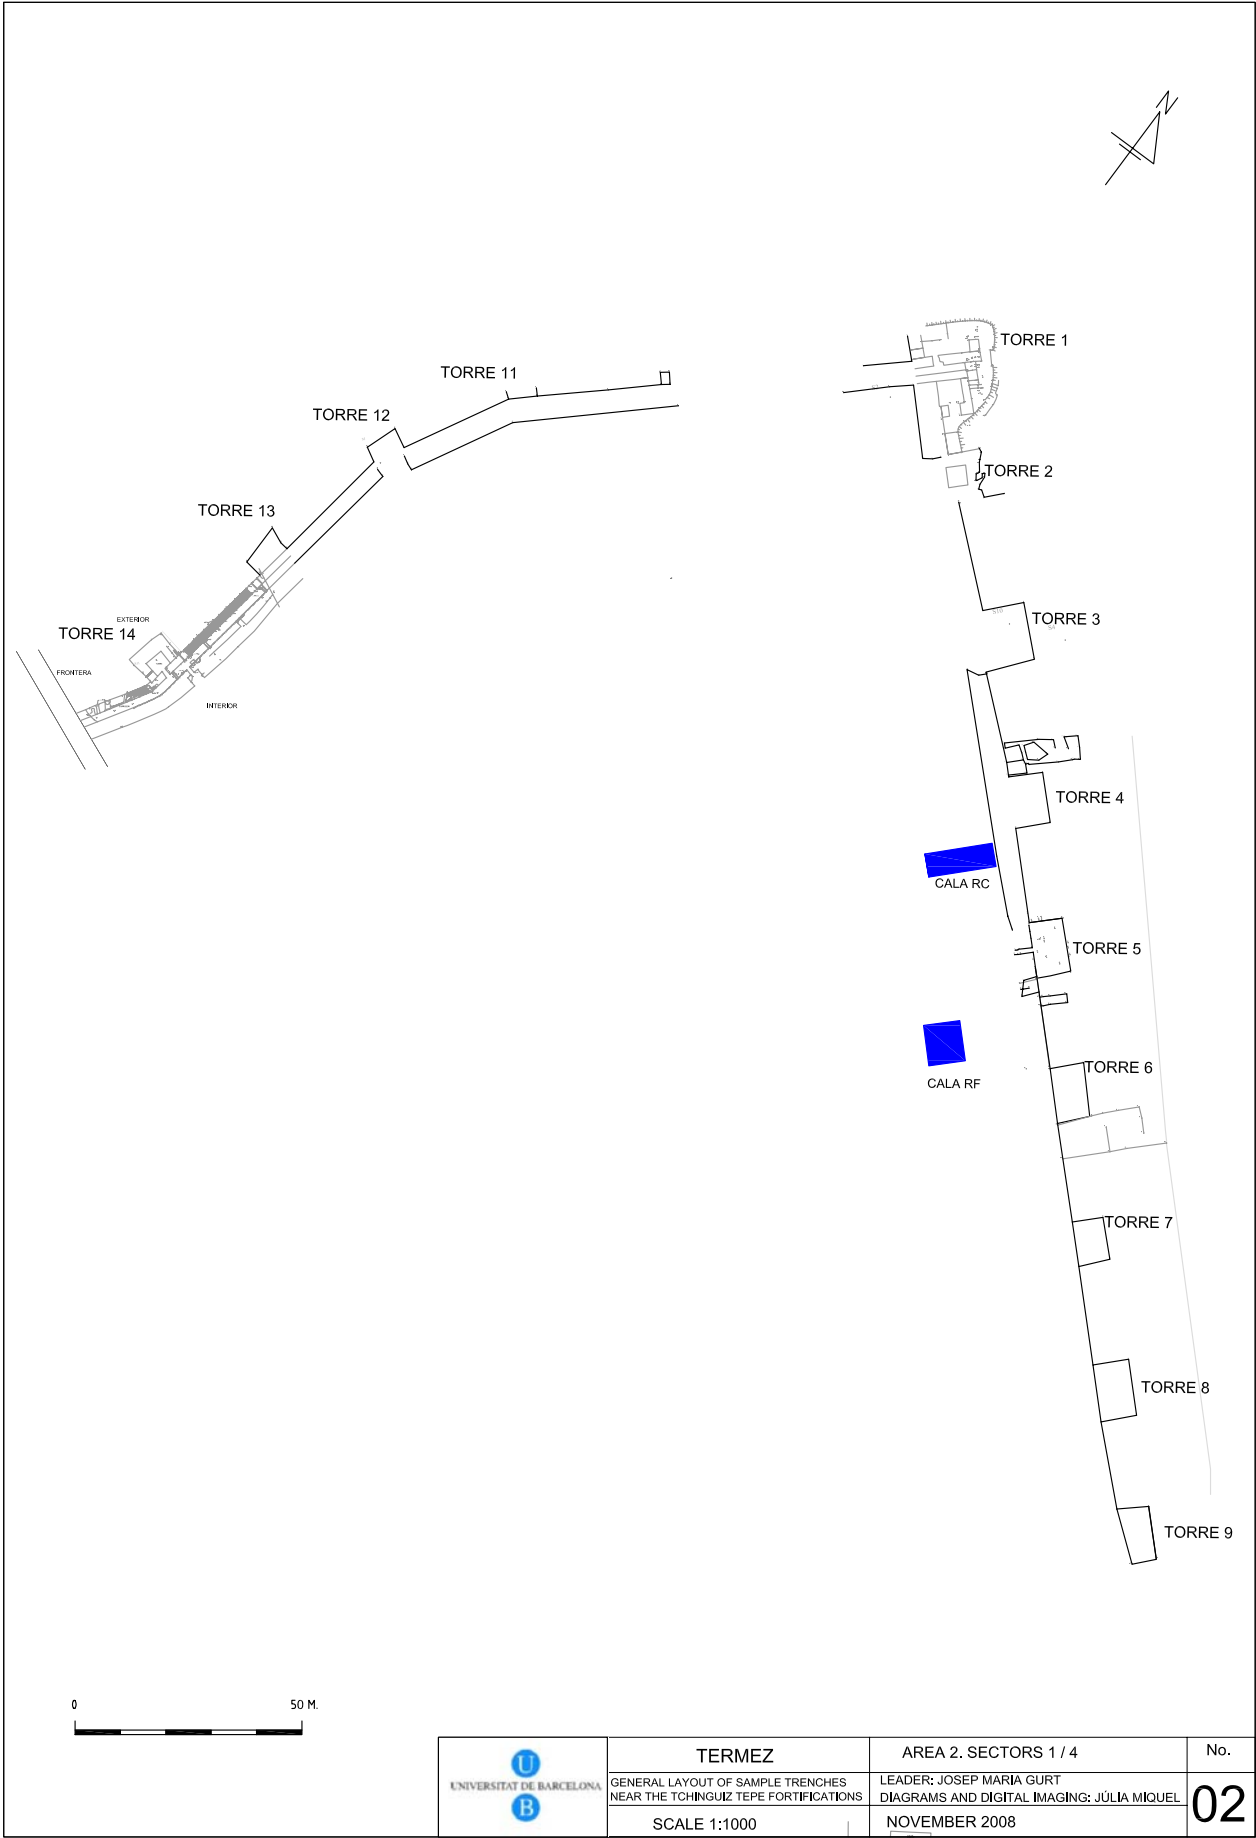 N
TORRE 1
TORRE 11
TORRE 12
TORRE 2
TORRE 13
TORRE 3
EXTERIOR
TORRE 14
FRONTERA
INTERIOR
TORRE 4
CALA RC
TORRE 5
TORRE 6
CALA RF
TORRE 7
TORRE 8
TORRE 9
0 50 M.
U
UNIVERSITAT DE BARCELONA
B
TERMEZ
GENERAL LAYOUT OF SAMPLE TRENCHES
NEAR THE TCHINGUIZ TEPE FORTIFICATIONS
SCALE 1:1000
AREA 2. SECTORS 1 / 4
LEADER: JOSEP MARIA GURT
DIAGRAMS AND DIGITAL IMAGING: JÚLIA MIQUEL
NOVEMBER 2008
No.
02